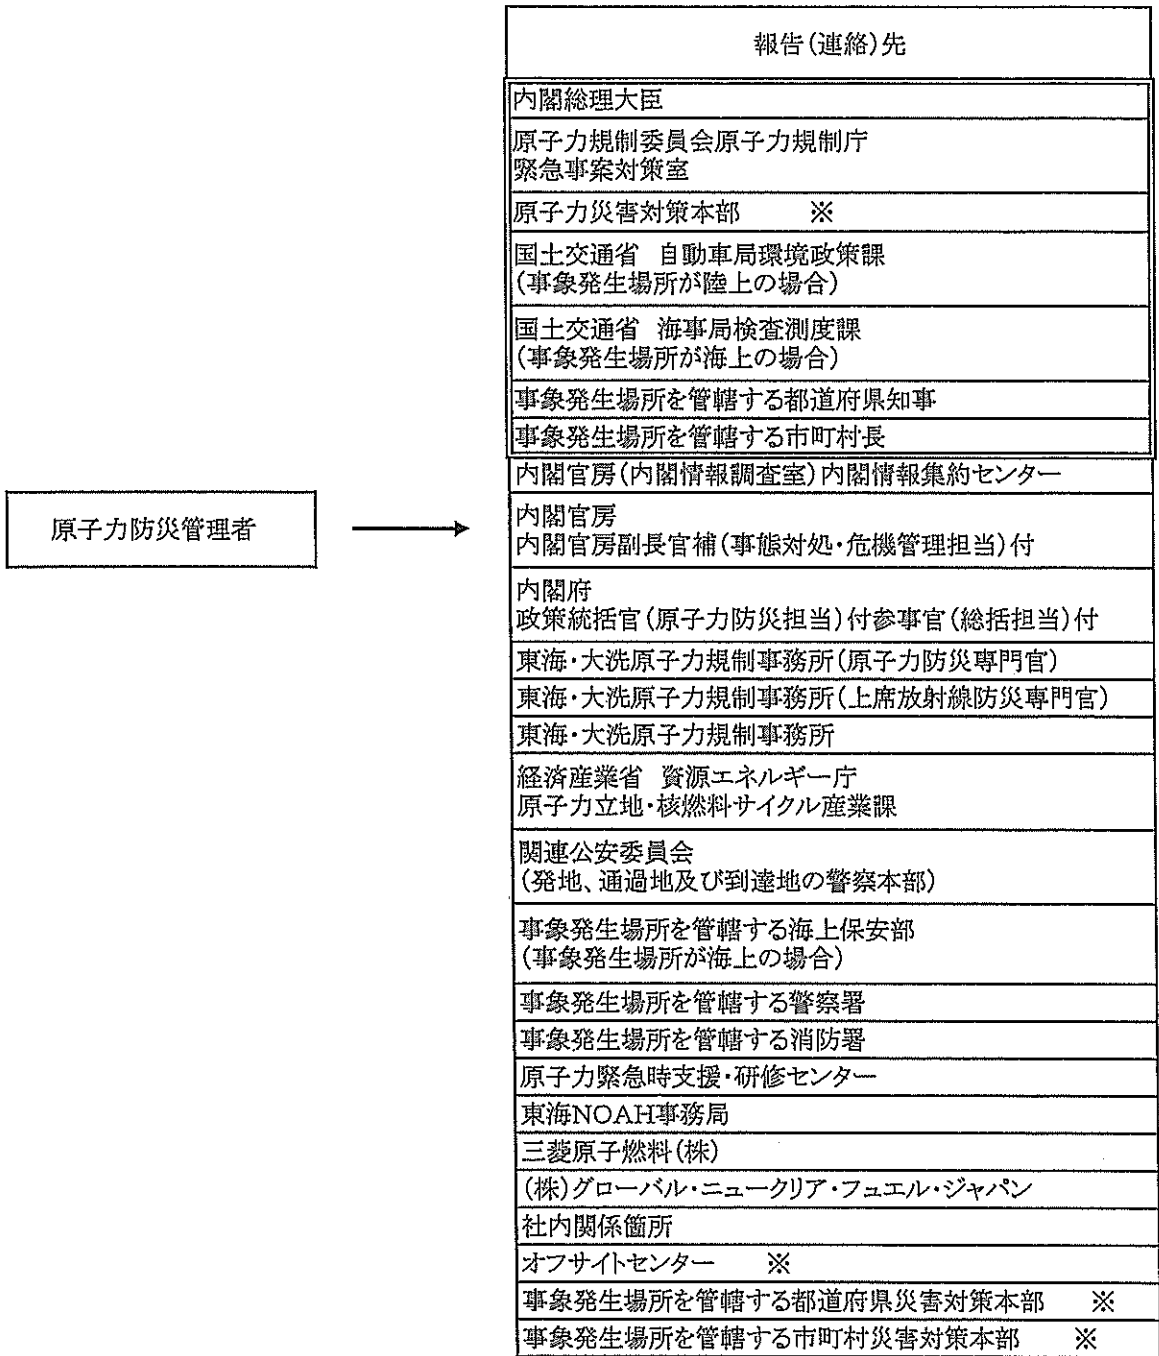 報告(連絡)先
内閣総理大臣
原子力規制委員会原子力規制庁
緊急事案対策室
原子力災害対策本部 ※
国土交通省 自動車局環境政策課
(事象発生場所が陸上の場合)
国土交通省 海事局検査測度課
(事象発生場所が海上の場合)
事象発生場所を管轄する都道府県知事
事象発生場所を管轄する市町村長
内閣官房(内閣情報調査室)内閣情報集約センター
原子力防災管理者
内閣官房
内閣官房副長官補(事態対処・危機管理担当)付
内閣府
政策統括官(原子力防災担当)付参事官(総括担当)付
東海・大洗原子力規制事務所(原子力防災専門官)
東海・大洗原子力規制事務所(上席放射線防災専門官)
東海・大洗原子力規制事務所
経済産業省 資源エネルギー庁
原子力立地・核燃料サイクル産業課
関連公安委員会
(発地、通過地及び到達地の警察本部)
事象発生場所を管轄する海上保安部
(事象発生場所が海上の場合)
事象発生場所を管轄する警察署
事象発生場所を管轄する消防署
原子力緊急時支援・研修センター
東海NOAH事務局
三菱原子燃料(株)
(株)グローバル・ニュークリア・フュエル・ジャパン
社内関係箇所
オフサイトセンター ※
事象発生場所を管轄する都道府県災害対策本部 ※
事象発生場所を管轄する市町村災害対策本部 ※